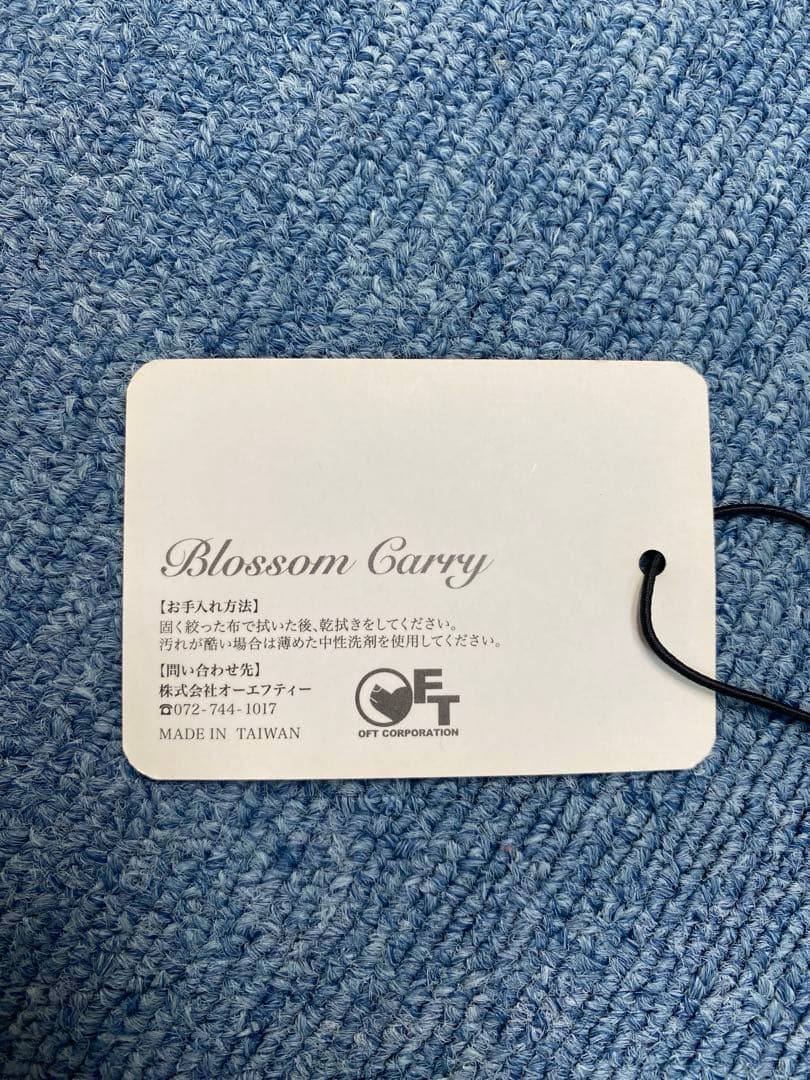 Blossom Carry
【お手入れ方法】
固く絞った布で拭いた後、乾拭きをしてください。
汚れが酷い場合は薄めた中性洗剤を使用してください。
【問い合わせ先】
株式会社オーエフティー
☎072-744-1017
MADE IN TAIWAN
OFT
OFT CORPORATION